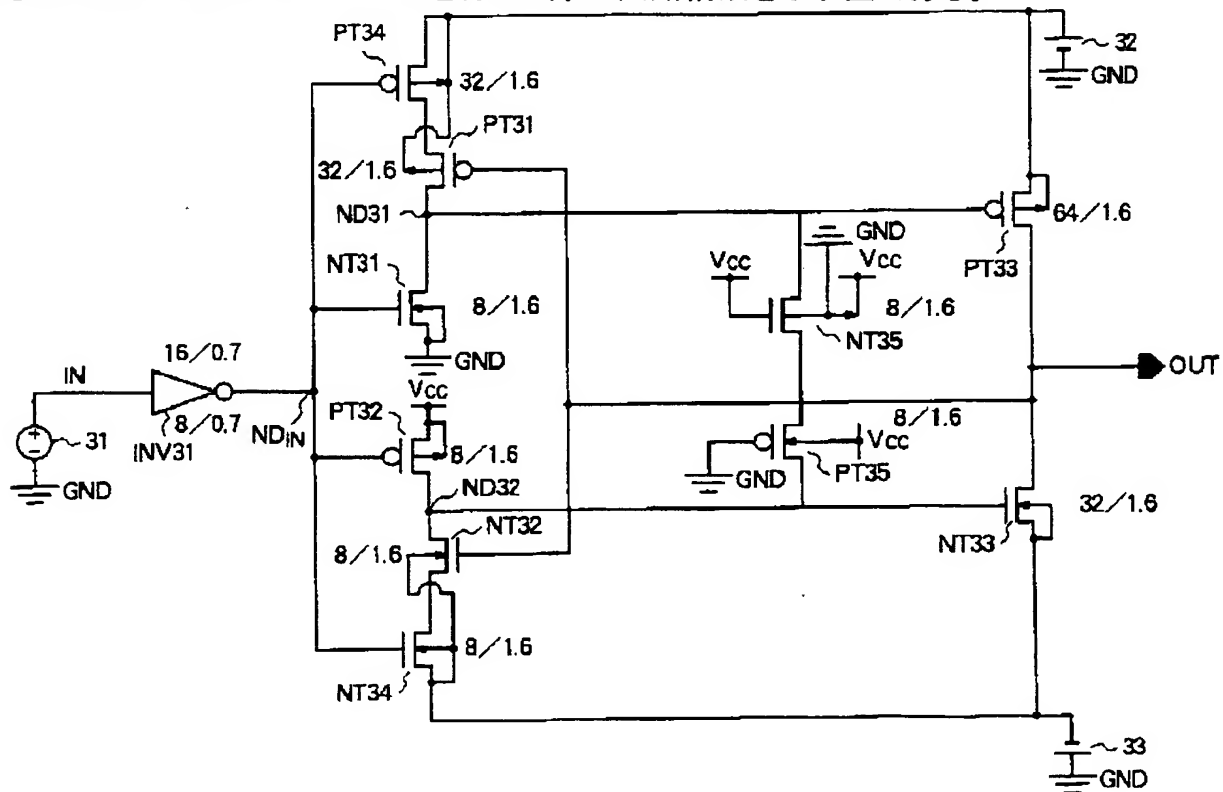 PT34
32
GND
32/1.6
PT31
32/1.6
ND31
GND
64/1.6
PT33
NT31
Vcc
Vcc
8/1.6
8/1.6
NT35
GND
16/0.7
IN
Vcc
OUT
PT32
8/1.6
31
8/0.7
INV31
NDIN
8/1.6
Vcc
GND
GND
PT35
ND32
NT32
32/1.6
8/1.6
NT33
8/1.6
NT34
33
GND